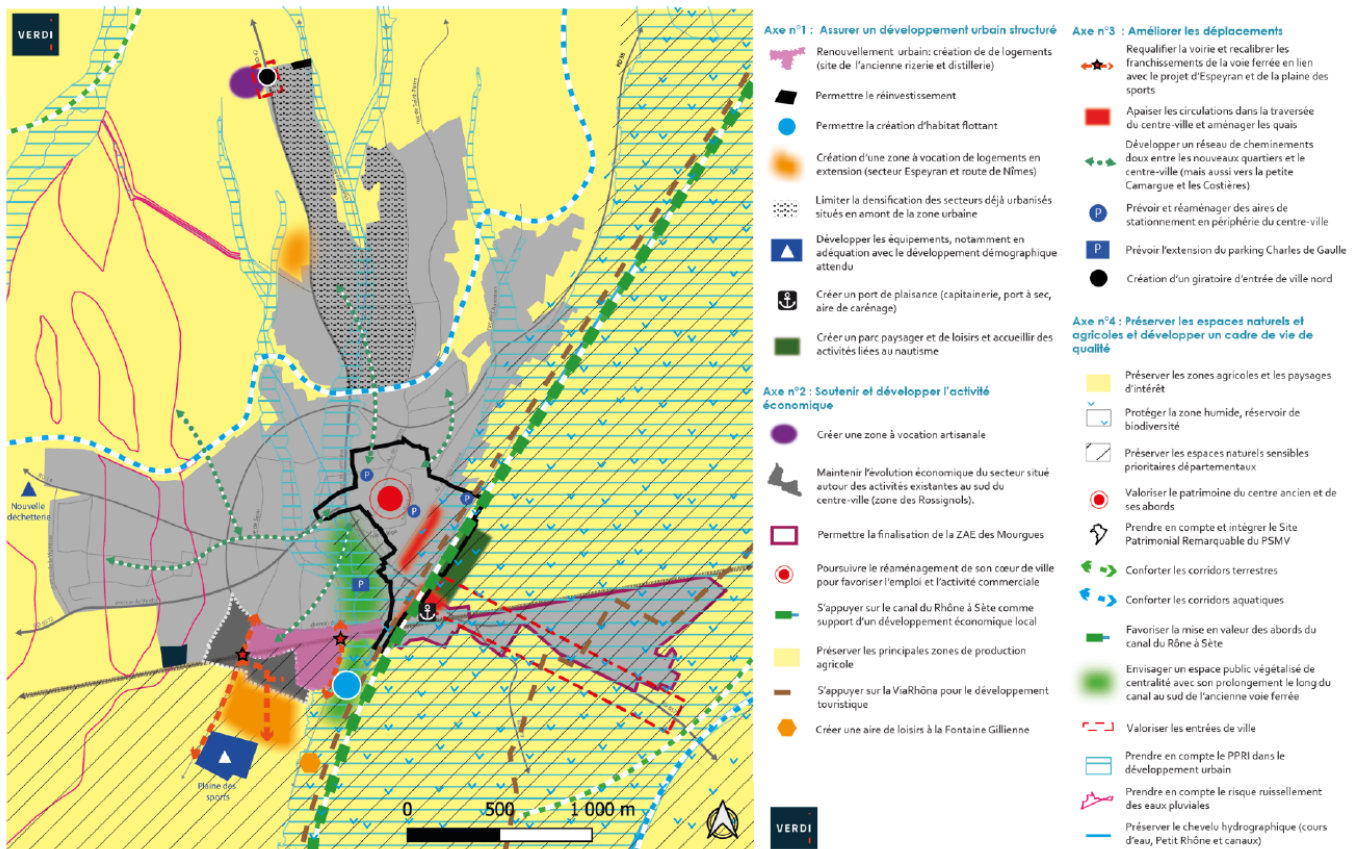 VERDI
RD 38
Nouvelle
déchetterie
P
P
P
P
Plaine des
sports
0 500 1 000 m
Axe n°1 : Assurer un développement urbain structuré
Renouvellement urbain: création de de logements
(site de l'ancienne rizerie et distillerie)
Permettre le réinvestissement
Permettre la création d'habitat flottant
Création d'une zone à vocation de logements en
extension (secteur Espeyran et route de Nîmes)
Limiter la densification des secteurs déjà urbanisés
situés en amont de la zone urbaine
Développer les équipements, notamment en
adéquation avec le développement démographique
attendu
Créer un port de plaisance (capitainerie, port à sec,
aire de carénage)
Créer un parc paysager et de loisirs et accueillir des
activités liées au nautisme
Axe n°2 : Soutenir et développer l'activité
économique
Créer une zone à vocation artisanale
Maintenir l'évolution économique du secteur situé
autour des activités existantes au sud du
centre-ville (zone des Rossignols).
Permettre la finalisation de la ZAE des Mourgues
Poursuivre le réaménagement de son cœur de ville
pour favoriser l'emploi et l'activité commerciale
S'appuyer sur le canal du Rhône à Sète comme
support d'un développement économique local
Préserver les principales zones de production
agricole
S'appuyer sur la ViaRhôna pour le développement
touristique
Créer une aire de loisirs à la Fontaine Gillienne
VERDI
Axe n°3 : Améliorer les déplacements
Requalifier la voirie et recalibrer les
franchissements de la voie ferrée en lien
avec le projet d'Espeyran et de la plaine des
sports
Apaiser les circulations dans la traversée
du centre-ville et aménager les quais
Développer un réseau de cheminements
doux entre les nouveaux quartiers et le
centre-ville (mais aussi vers la petite
Camargue et les Costières)
P
Prévoir et réaménager des aires de
stationnement en périphérie du centre-ville
P
Prévoir l'extension du parking Charles de Gaulle
Création d'un giratoire d'entrée de ville nord
Axe n°4 : Préserver les espaces naturels et
agricoles et développer un cadre de vie de
qualité
Préserver les zones agricoles et les paysages
d'intérêt
Protéger la zone humide, réservoir de
biodiversité
Préserver les espaces naturels sensibles
prioritaires départementaux
Valoriser le patrimoine du centre ancien et de
ses abords
Prendre en compte et intégrer le Site
Patrimonial Remarquable du PSMV
Conforter les corridors terrestres
Conforter les corridors aquatiques
Favoriser la mise en valeur des abords du
canal du Rône à Sète
Envisager un espace public végétalisé de
centralité avec son prolongement le long du
canal au sud de l'ancienne voie ferrée
Valoriser les entrées de ville
Prendre en compte le PPRI dans le
développement urbain
Prendre en compte le risque ruissellement
des eaux pluviales
Préserver le chevelu hydrographique (cours
d'eau, Petit Rhône et canaux)